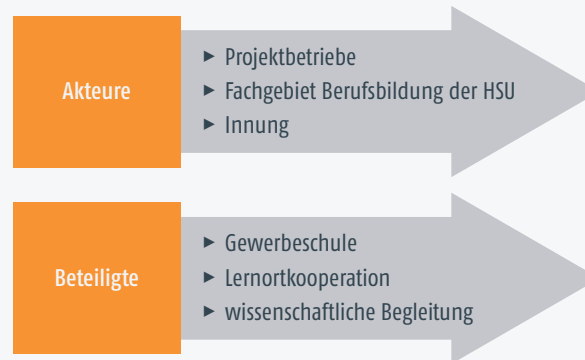 Akteure
► Projektbetriebe
► Fachgebiet Berufsbildung der HSU
► Innung
Beteiligte
► Gewerbeschule
► Lernortkooperation
► wissenschaftliche Begleitung